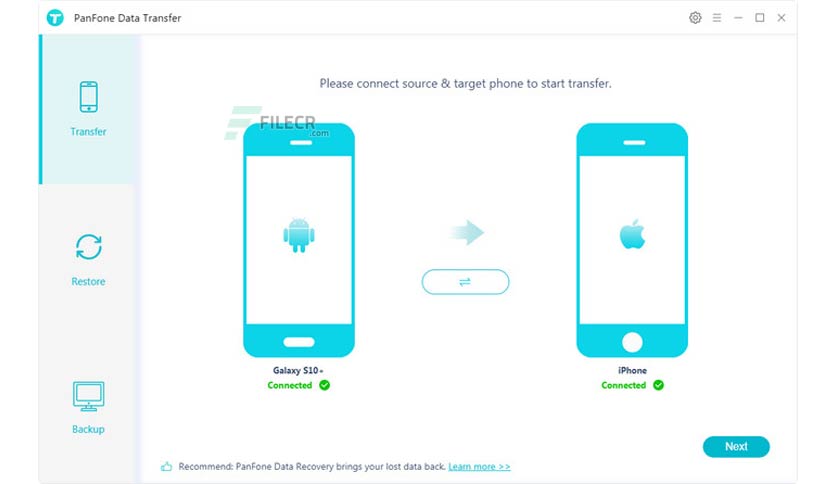 PanFone Data Transfer
Please connect source & target phone to start transfer.
FILECR
.com
Transfer
Restore
Backup
Galaxy S10+
Connected
iPhone
Connected
Next
Recommend: PanFone Data Recovery brings your lost data back. Learn more >>